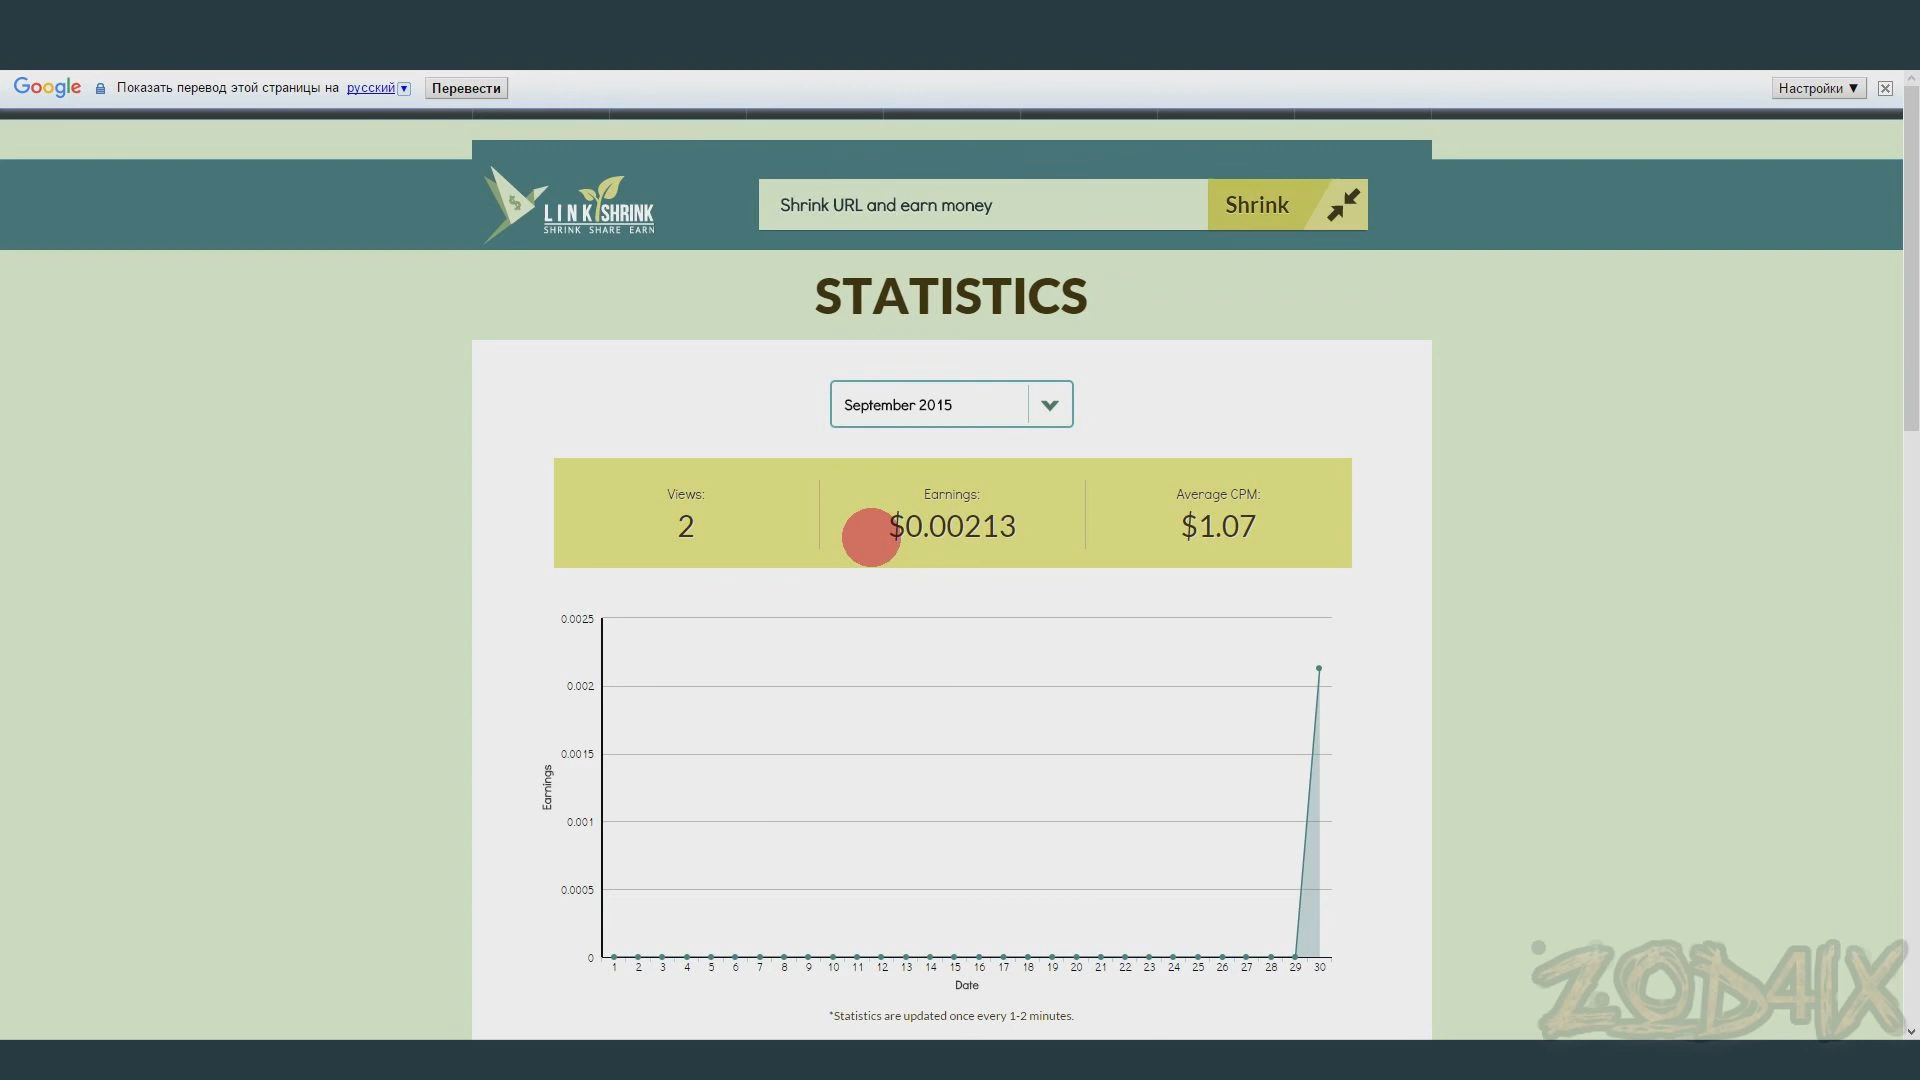 Google Показать перевод этой страницы на русский Перевести Настройки ▼
LINK SHRINK
SHRINK SHARE EARN
Shrink URL and earn money
Shrink
STATISTICS
September 2015
Views: Earnings: Average CPM:
2 $0.00213 $1.07
0.0025
0.002
0.0015
0.001
0.0005
0
Earnings
1 2 3 4 5 6 7 8 9 10 11 12 13 14 15 16 17 18 19 20 21 22 23 24 25 26 27 28 29 30
Date
*Statistics are updated once every 1-2 minutes.
ZOD41X